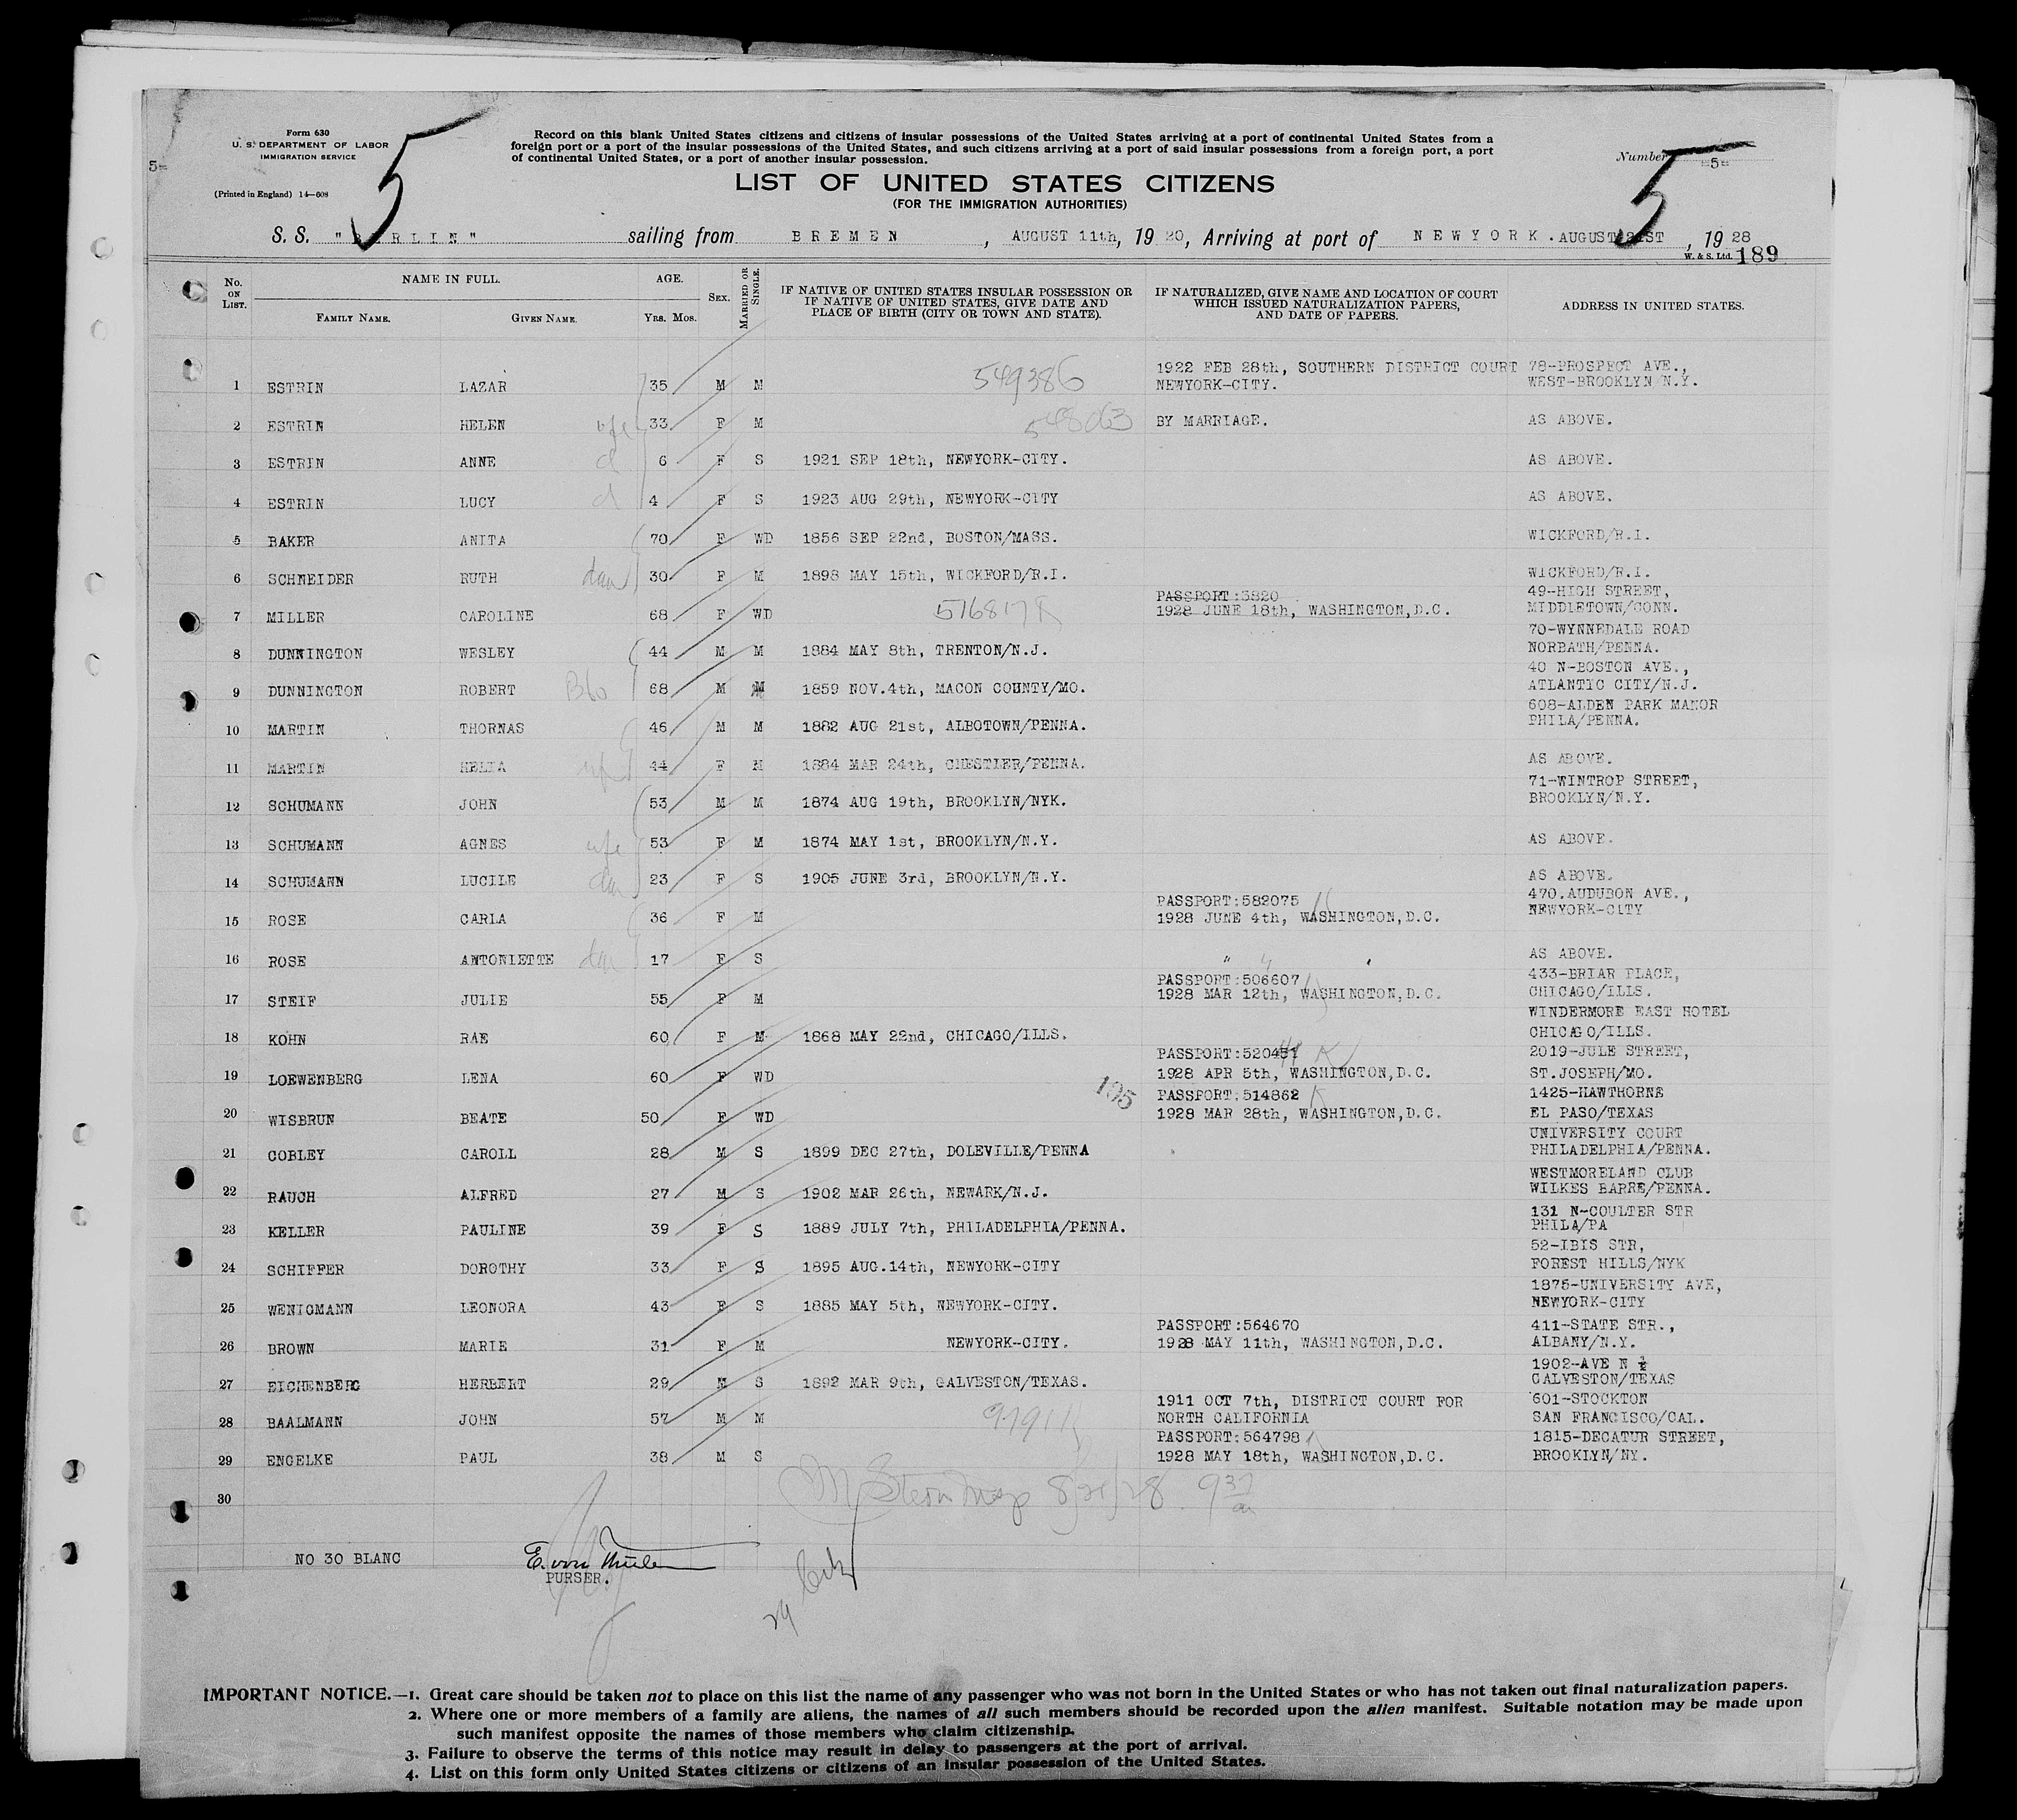 Form 630
U. S. DEPARTMENT OF LABOR
IMMIGRATION SERVICE
(Printed in England) 14—608
5=
5
Record on this blank United States citizens and citizens of insular possessions of the United States arriving at a port of continental United States from a
foreign port or a port of the insular possessions of the United States, and such citizens arriving at a port of said insular possessions from a foreign port, a port
of continental United States, or a port of another insular possession.
Number =5=
5
LIST OF UNITED STATES CITIZENS
(FOR THE IMMIGRATION AUTHORITIES)
S. S. "BERLIN" sailing from BREMEN, AUGUST 11th, 1920, Arriving at port of NEWYORK. AUGUST 21ST, 1928
W. & S. Ltd. 189
No. ON LIST. NAME IN FULL. FAMILY NAME. GIVEN NAME. AGE. YRS. MOS. SEX. MARRIED OR SINGLE. IF NATIVE OF UNITED STATES INSULAR POSSESSION OR IF NATIVE OF UNITED STATES, GIVE DATE AND PLACE OF BIRTH (CITY OR TOWN AND STATE). IF NATURALIZED, GIVE NAME AND LOCATION OF COURT WHICH ISSUED NATURALIZATION PAPERS, AND DATE OF PAPERS. ADDRESS IN UNITED STATES.
1922 FEB 28th, SOUTHERN DISTRICT COURT 78-PROSPECT AVE.,
1 ESTRIN LAZAR 35 M M 549386 NEWYORK-CITY. WEST-BROOKLYN/N.Y.
2 ESTRIN HELEN wfe 33 F M 54863 BY MARRIAGE. AS ABOVE.
3 ESTRIN ANNE d 6 F S 1921 SEP 18th, NEWYORK-CITY. AS ABOVE.
4 ESTRIN LUCY d 4 F S 1923 AUG 29th, NEWYORK-CITY AS ABOVE.
5 BAKER ANITA 70 F WD 1856 SEP 22nd, BOSTON/MASS. WICKFORD/R.I.
6 SCHNEIDER RUTH dau 30 F M 1898 MAY 15th, WICKFORD/R.I. WICKFORD/R.I.
PASSPORT:3820 49-HIGH STREET,
7 MILLER CAROLINE 68 F WD 576817 1928 JUNE 18th, WASHINGTON,D.C. MIDDLETOWN/CONN.
70-WYNNEDALE ROAD
8 DUNNINGTON WESLEY 44 M M 1884 MAY 8th, TRENTON/N.J. NORBATH/PENNA.
40 N-BOSTON AVE.,
9 DUNNINGTON ROBERT Bro 68 M M 1859 NOV.4th, MACON COUNTY/MO. ATLANTIC CITY/N.J.
608-ALDEN PARK MANOR
10 MARTIN THORNAS 46 M M 1882 AUG 21st, ALBOTOWN/PENNA. PHILA/PENNA.
11 MARTIN HELIA wfe 44 F M 1884 MAR 24th, CHESTLER/PENNA. AS ABOVE.
71-WINTROP STREET,
12 SCHUMANN JOHN 53 M M 1874 AUG 19th, BROOKLYN/NYK. BROOKLYN/N.Y.
13 SCHUMANN AGNES wfe 53 F M 1874 MAY 1st, BROOKLYN/N.Y. AS ABOVE.
14 SCHUMANN LUCILE dau 23 F S 1905 JUNE 3rd, BROOKLYN/N.Y. AS ABOVE.
PASSPORT:582075 470.AUDUBON AVE.,
15 ROSE CARLA 36 F M 1928 JUNE 4th, WASHINGTON,D.C. NEWYORK-CITY
16 ROSE ANTONIETTE dau 17 F S " " " AS ABOVE.
PASSPORT:506607 433-BRIAR PLACE,
17 STEIF JULIE 55 F M 1928 MAR 12th, WASHINGTON,D.C. CHICAGO/ILLS.
WINDERMORE EAST HOTEL
18 KOHN RAE 60 F M 1868 MAY 22nd, CHICAGO/ILLS. CHICAGO/ILLS.
PASSPORT:520451 2019-JULE STREET,
19 LOEWENBERG LENA 60 F WD 1928 APR 5th, WASHINGTON,D.C. ST.JOSEPH/MO.
195 PASSPORT:514862 1425-HAWTHORNE
20 WISBRUN BEATE 50 F WD 1928 MAR 28th, WASHINGTON,D.C. EL PASO/TEXAS
UNIVERSITY COURT
21 COBLEY CAROLL 28 M S 1899 DEC 27th, DOLEVILLE/PENNA PHILADELPHIA/PENNA.
WESTMORELAND CLUB
22 RAUCH ALFRED 27 M S 1902 MAR 26th, NEWARK/N.J. WILKES BARRE/PENNA.
131 N-COULTER STR
23 KELLER PAULINE 39 F S 1889 JULY 7th, PHILADELPHIA/PENNA. PHILA/PA
52-IBIS STR,
24 SCHIFFER DOROTHY 33 F S 1895 AUG.14th, NEWYORK-CITY FOREST HILLS/NYK
1875-UNIVERSITY AVE,
25 WENIGMANN LEONORA 43 F S 1885 MAY 5th, NEWYORK-CITY. NEWYORK-CITY
PASSPORT:564670 411-STATE STR.,
26 BROWN MARIE 31 F M NEWYORK-CITY. 1928 MAY 11th, WASHINGTON,D.C. ALBANY/N.Y.
1902-AVE N ½
27 EICHENBERG HERBERT 29 M S 1892 MAR 9th, GALVESTON/TEXAS. GALVESTON/TEXAS
1911 OCT 7th, DISTRICT COURT FOR 601-STOCKTON
28 BAALMANN JOHN 57 M M NORTH CALIFORNIA SAN FRANCISCO/CAL.
PASSPORT:564798 1815-DECATUR STREET,
29 ENGELKE PAUL 38 M S 1928 MAY 18th, WASHINGTON,D.C. BROOKLYN/NY.
30 8/21/28 9 37 am
NO 30 BLANC
PURSER.
29
IMPORTANT NOTICE.—1. Great care should be taken not to place on this list the name of any passenger who was not born in the United States or who has not taken out final naturalization papers.
2. Where one or more members of a family are aliens, the names of all such members should be recorded upon the alien manifest. Suitable notation may be made upon
such manifest opposite the names of those members who claim citizenship.
3. Failure to observe the terms of this notice may result in delay to passengers at the port of arrival.
4. List on this form only United States citizens or citizens of an insular possession of the United States.